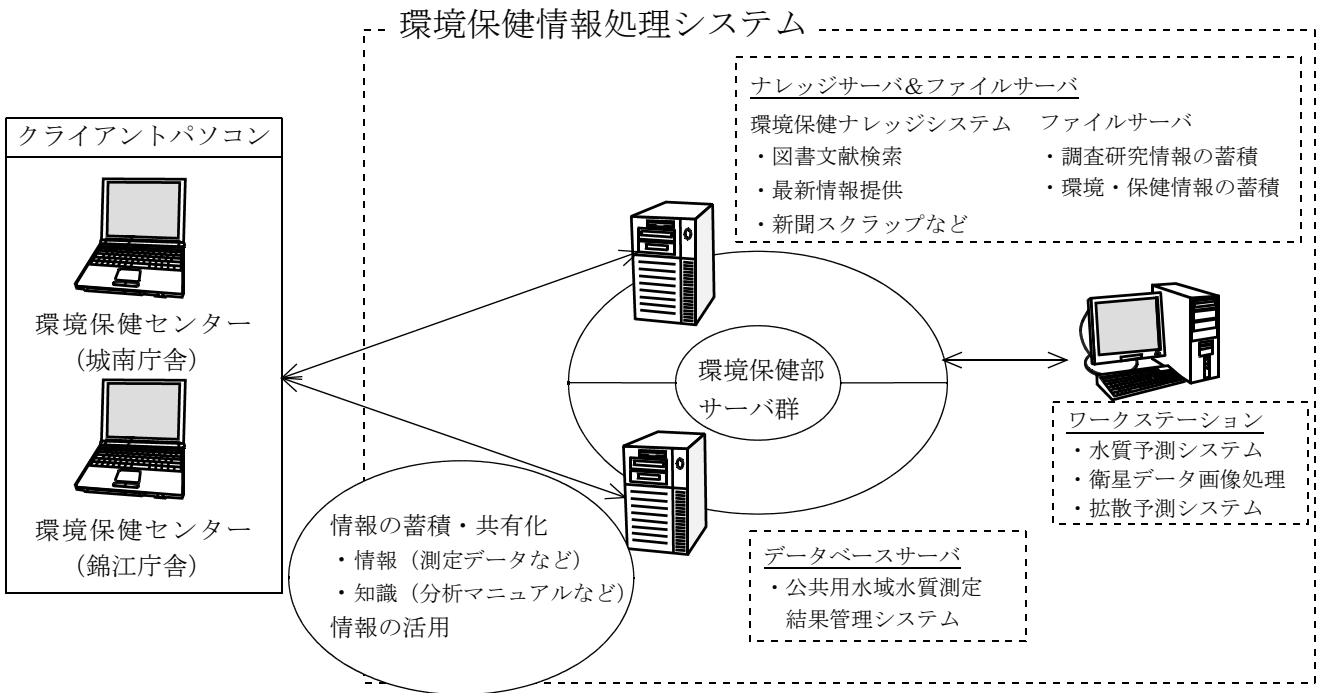 環境保健情報処理システム
クライアントパソコン
環境保健センター
（城南庁舎）
環境保健センター
（錦江庁舎）
ナレッジサーバ&ファイルサーバ
環境保健ナレッジシステム
・図書文献検索
・最新情報提供
・新聞スクラップなど
ファイルサーバ
・調査研究情報の蓄積
・環境・保健情報の蓄積
環境保健部
サーバ群
ワークステーション
・水質予測システム
・衛星データ画像処理
・拡散予測システム
情報の蓄積・共有化
・情報（測定データなど）
・知識（分析マニュアルなど）
情報の活用
データベースサーバ
・公共用水域水質測定
結果管理システム